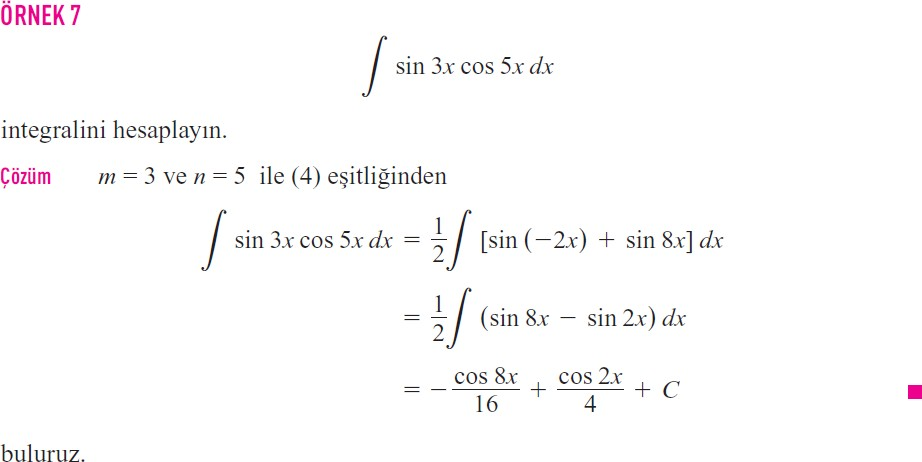 ÖRNEK 7
∫ sin 3x cos 5x dx
integralini hesaplayın.
Çözüm m = 3 ve n = 5 ile (4) eşitliğinden
∫ sin 3x cos 5x dx = 1/2 ∫ [sin (−2x) + sin 8x] dx
= 1/2 ∫ (sin 8x − sin 2x) dx
= − cos 8x/16 + cos 2x/4 + C
buluruz.